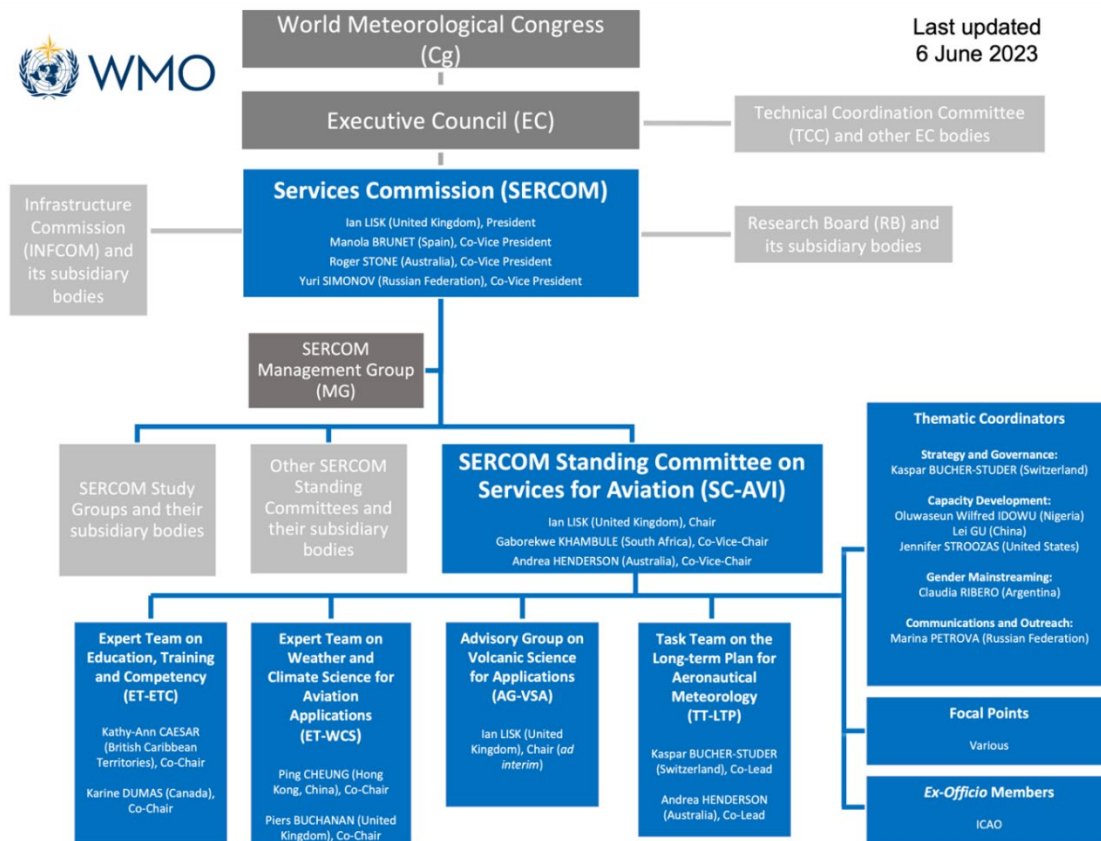 WMO
World Meteorological Congress
(Cg)
Last updated
6 June 2023
Executive Council (EC)
Technical Coordination Committee
(TCC) and other EC bodies
Infrastructure
Commission
(INFCOM) and
its subsidiary
bodies
Services Commission (SERCOM)
Ian LISK (United Kingdom), President
Manola BRUNET (Spain), Co-Vice President
Roger STONE (Australia), Co-Vice President
Yuri SIMONOV (Russian Federation), Co-Vice President
Research Board (RB) and
its subsidiary bodies
SERCOM
Management Group
(MG)
SERCOM Study
Groups and their
subsidiary bodies
Other SERCOM
Standing
Committees and
their subsidiary
bodies
SERCOM Standing Committee on
Services for Aviation (SC-AVI)
Ian LISK (United Kingdom), Chair
Gaborekwe KHAMBULE (South Africa), Co-Vice-Chair
Andrea HENDERSON (Australia), Co-Vice-Chair
Thematic Coordinators
Strategy and Governance:
Kaspar BUCHER-STUDER (Switzerland)
Capacity Development:
Oluwaseun Wilfred IDOWU (Nigeria)
Lei GU (China)
Jennifer STROOZAS (United States)
Gender Mainstreaming:
Claudia RIBERO (Argentina)
Communications and Outreach:
Marina PETROVA (Russian Federation)
Expert Team on
Education, Training
and Competency
(ET-ETC)
Kathy-Ann CAESAR
(British Caribbean
Territories), Co-Chair
Karine DUMAS (Canada),
Co-Chair
Expert Team on
Weather and
Climate Science for
Aviation
Applications
(ET-WCS)
Ping CHEUNG (Hong
Kong, China), Co-Chair
Piers BUCHANAN (United
Kingdom), Co-Chair
Advisory Group on
Volcanic Science
for Applications
(AG-VSA)
Ian LISK (United
Kingdom), Chair (ad
interim)
Task Team on the
Long-term Plan for
Aeronautical
Meteorology
(TT-LTP)
Kaspar BUCHER-STUDER
(Switzerland), Co-Lead
Andrea HENDERSON
(Australia), Co-Lead
Focal Points
Various
Ex-Officio Members
ICAO